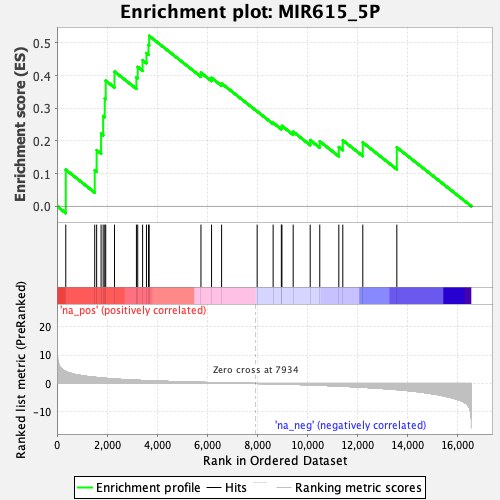 Enrichment plot: MIR615_5P
Enrichment score (ES)
0.5
0.4
0.3
0.2
0.1
0.0
'na_pos' (positively correlated)
Ranked list metric (PreRanked)
20
10
0
-10
Zero cross at 7934
'na_neg' (negatively correlated)
0
2,000
4,000
6,000
8,000
10,000
12,000
14,000
16,000
Rank in Ordered Dataset
Enrichment profile
Hits
Ranking metric scores